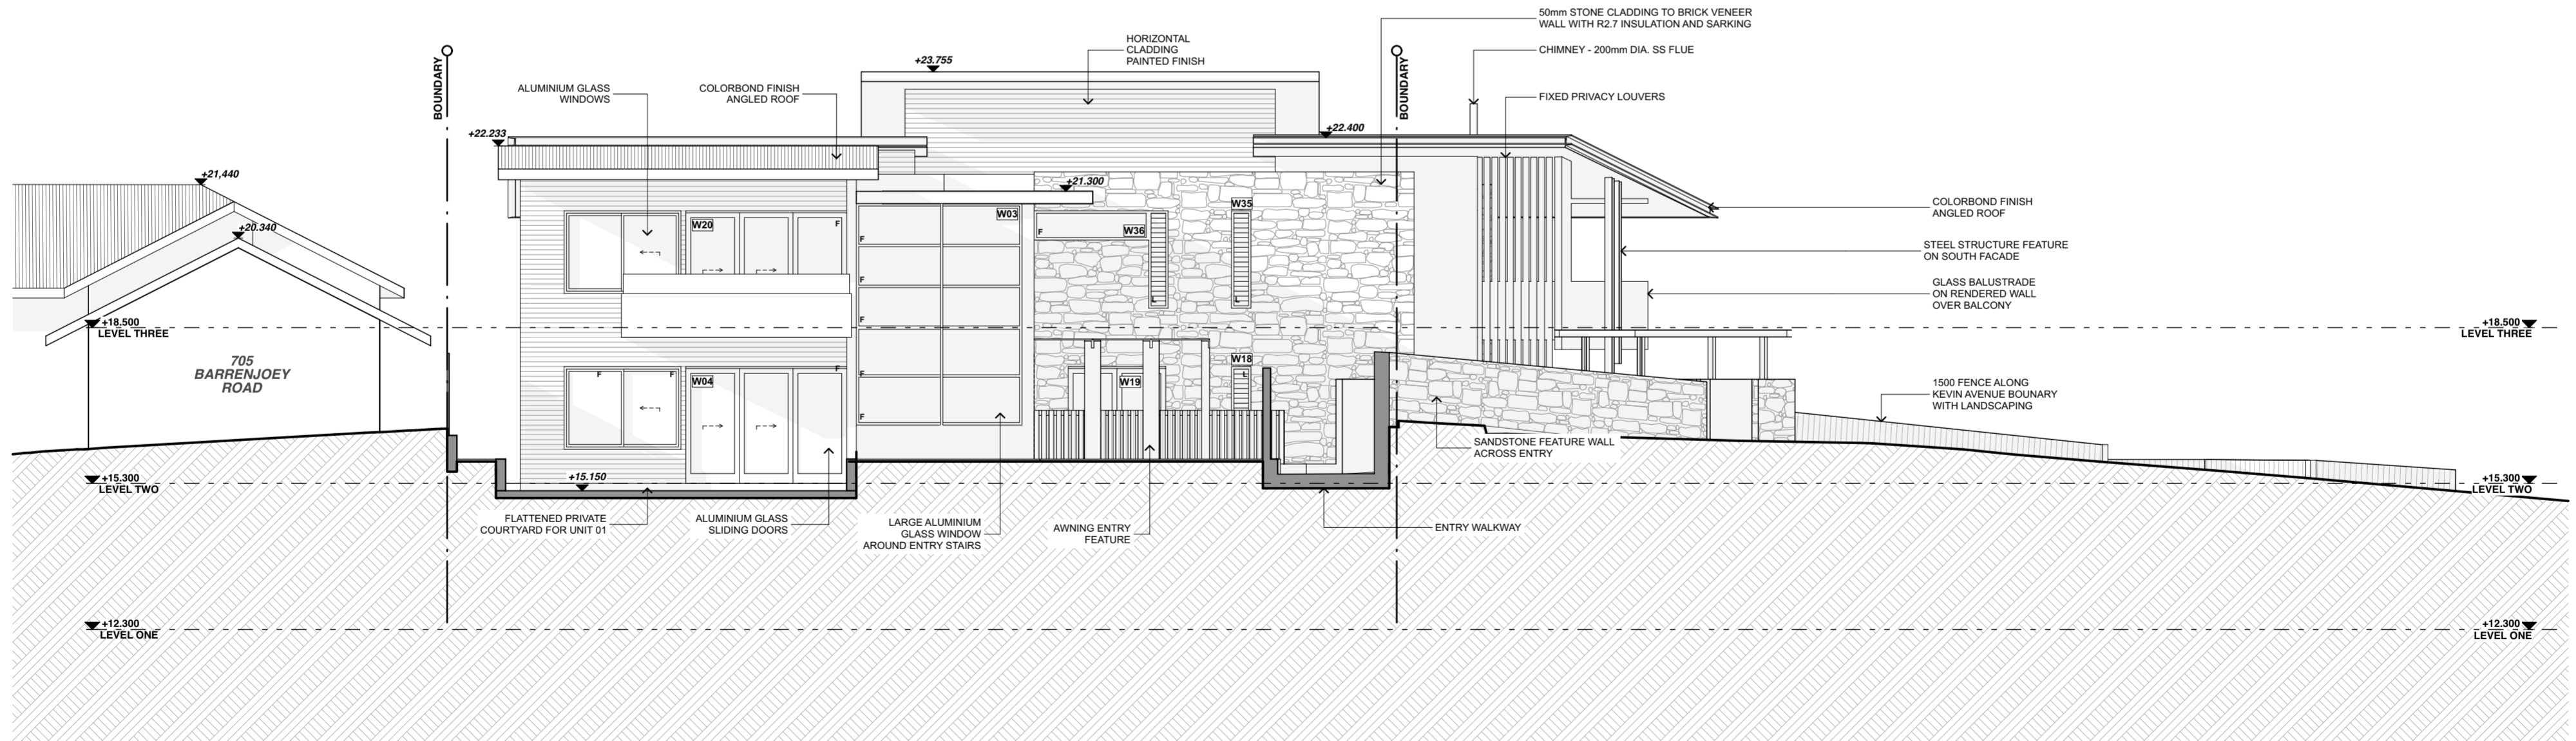 50mm STONE CLADDING TO BRICK VENEER
WALL WITH R2.7 INSULATION AND SARKING
HORIZONTAL
CLADDING
PAINTED FINISH
CHIMNEY - 200mm DIA. SS FLUE
+23.755
BOUNDARY
BOUNDARY
ALUMINIUM GLASS
WINDOWS
COLORBOND FINISH
ANGLED ROOF
FIXED PRIVACY LOUVERS
+22.233
+22.400
+21,440
+21.300
+20.340
W20
F
W03
F
F
F
F
F
F
W36
W35
L
L
COLORBOND FINISH
ANGLED ROOF
STEEL STRUCTURE FEATURE
ON SOUTH FACADE
GLASS BALUSTRADE
ON RENDERED WALL
OVER BALCONY
+18.500
LEVEL THREE
+18.500
LEVEL THREE
705
BARRENJOEY
ROAD
F
F
W04
F
W19
W18
L
1500 FENCE ALONG
KEVIN AVENUE BOUNARY
WITH LANDSCAPING
SANDSTONE FEATURE WALL
ACROSS ENTRY
+15.300
LEVEL TWO
+15.150
+15.300
LEVEL TWO
FLATTENED PRIVATE
COURTYARD FOR UNIT 01
ALUMINIUM GLASS
SLIDING DOORS
LARGE ALUMINIUM
GLASS WINDOW
AROUND ENTRY STAIRS
AWNING ENTRY
FEATURE
ENTRY WALKWAY
+12.300
LEVEL ONE
+12.300
LEVEL ONE